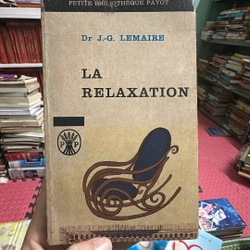 PETITE BIBLIOTHÈQUE PAYOT
Dr J.-G. LEMAIRE
LA
RELAXATION
P P